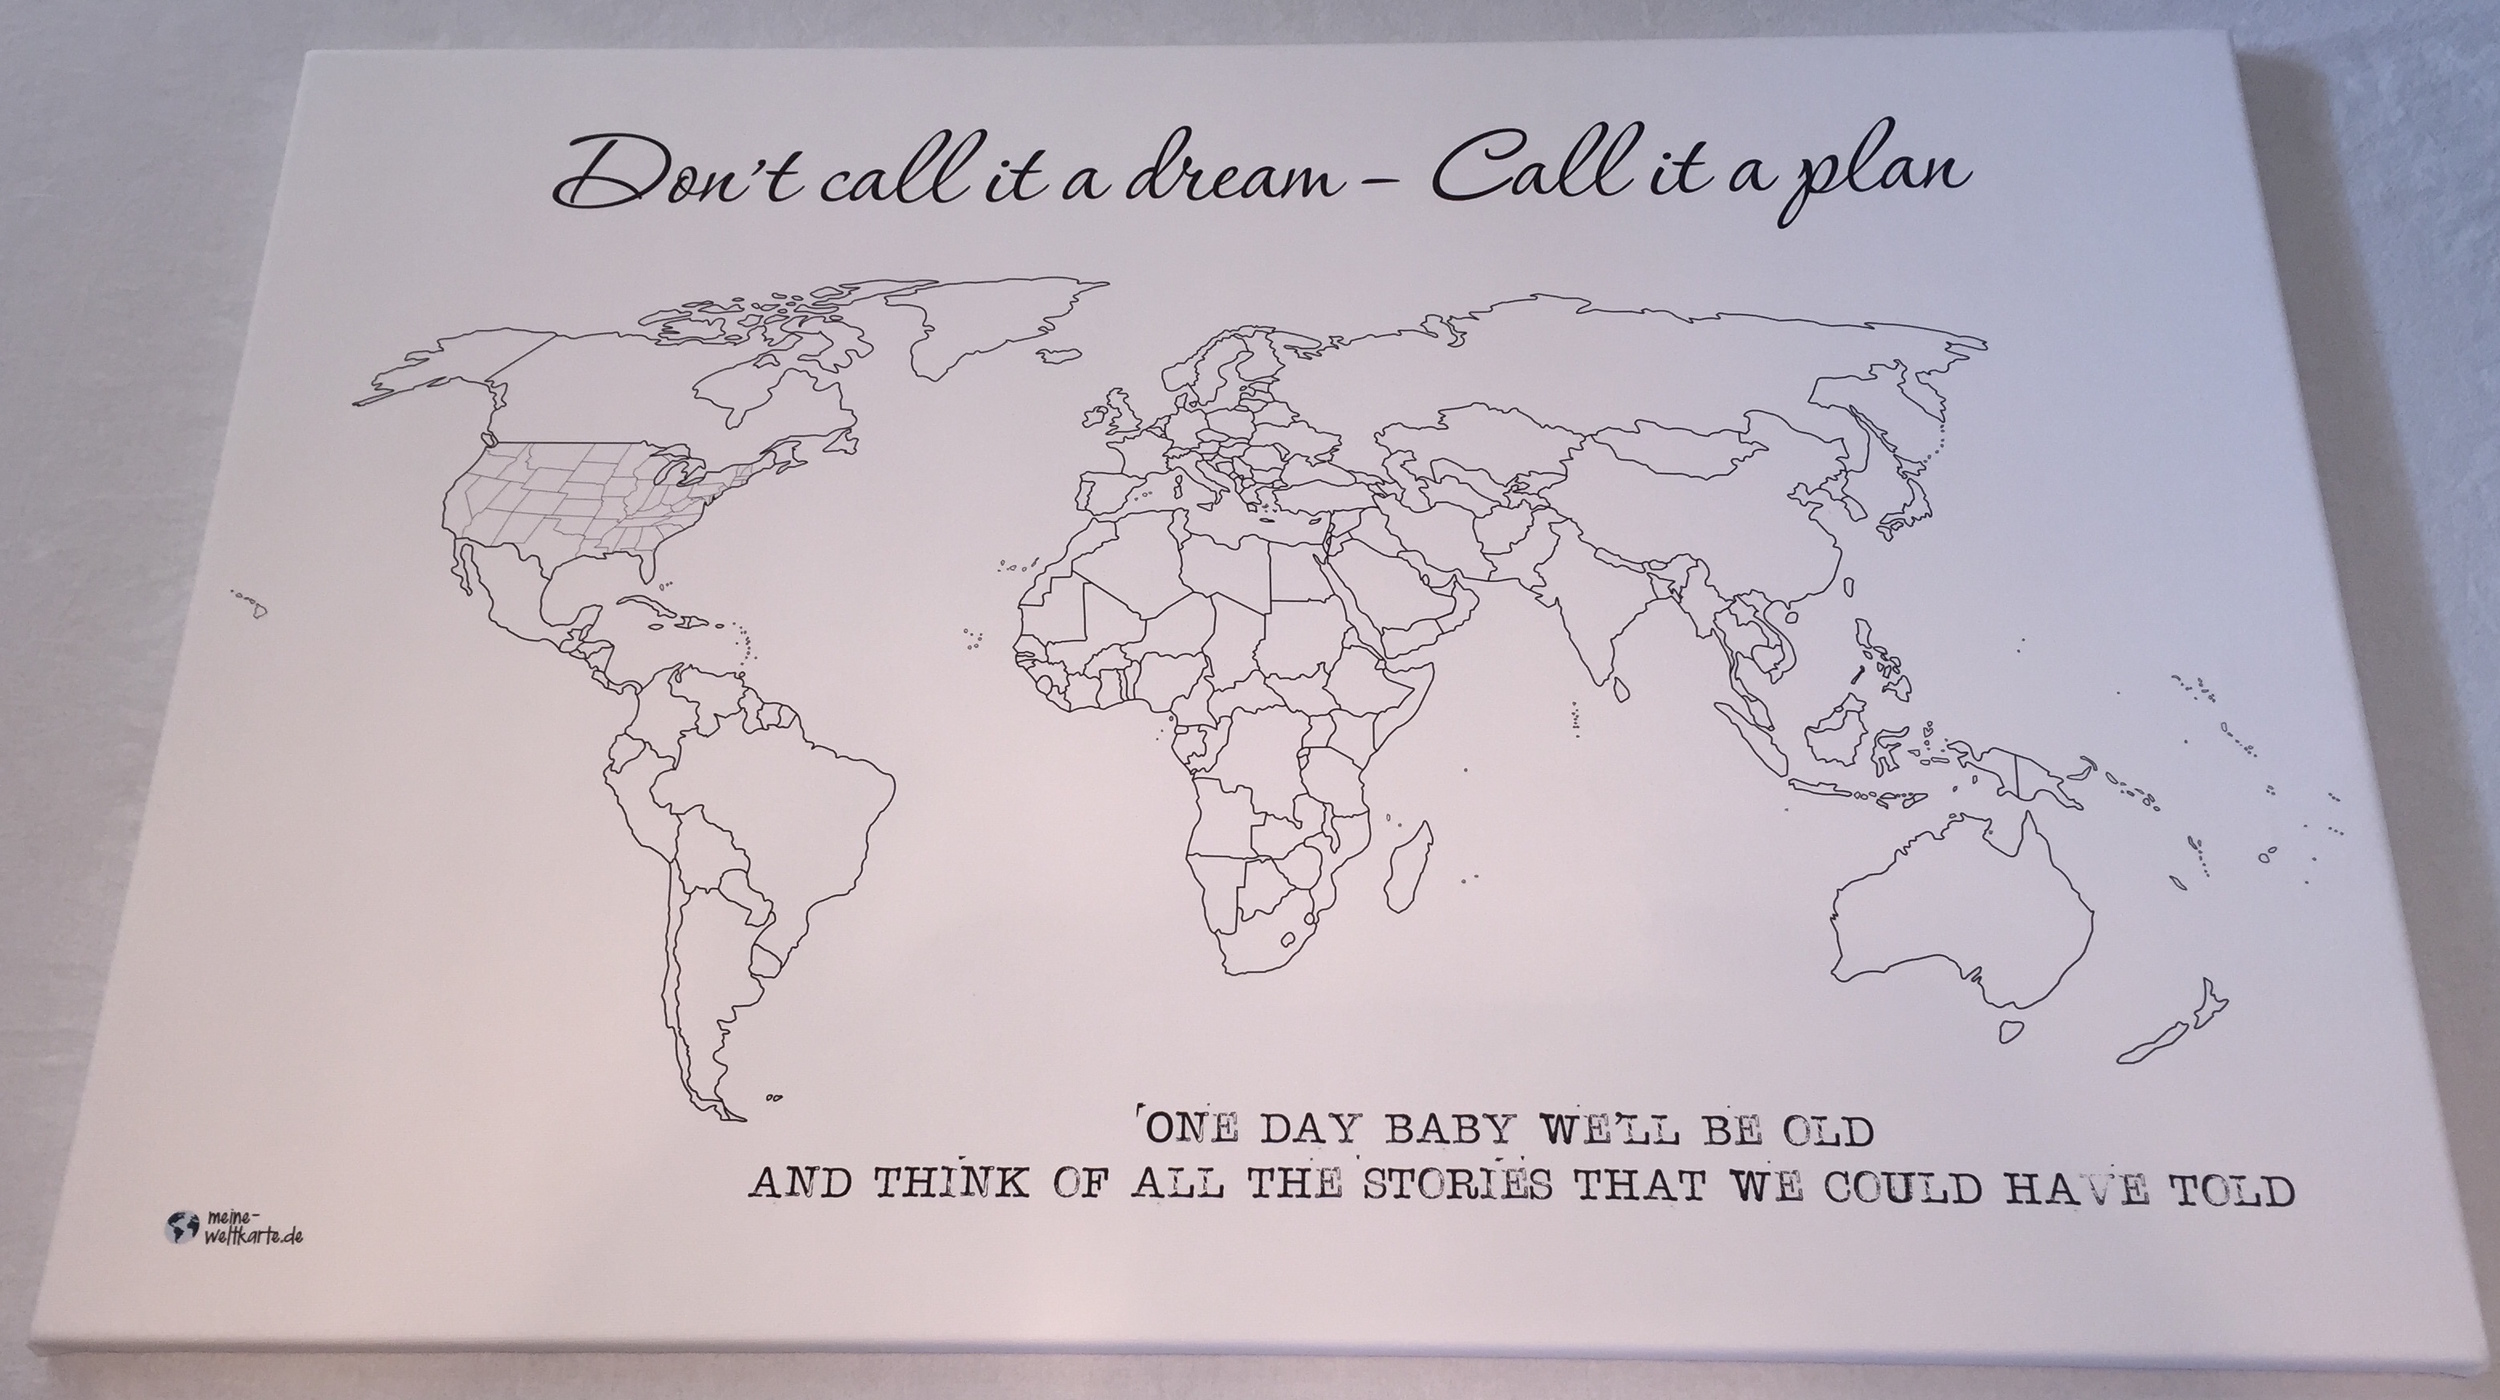 Don't call it a dream – Call it a plan
ONE DAY BABY WE'LL BE OLD
AND THINK OF ALL THE STORIES THAT WE COULD HAVE TOLD
meine-
weltkarte.de